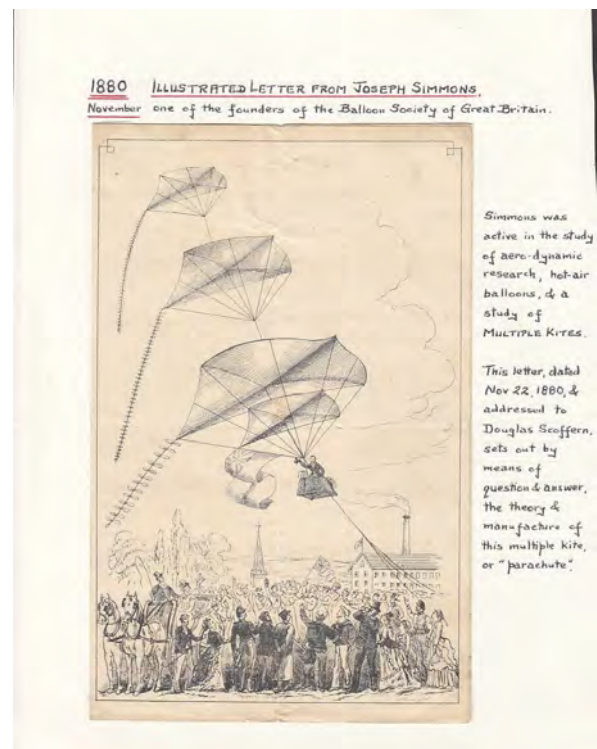 1880 ILLUSTRATED LETTER FROM JOSEPH SIMMONS,
November one of the founders of the Balloon Society of Great Britain.
Simmons was
active in the study
of aero-dynamic
research, hot-air
balloons, & a
study of
MULTIPLE KITES.
This letter, dated
Nov 22, 1880, &
addressed to
Douglas Scoffern,
sets out by
means of
question & answer,
the theory &
manufacture of
this multiple kite,
or "parachute".